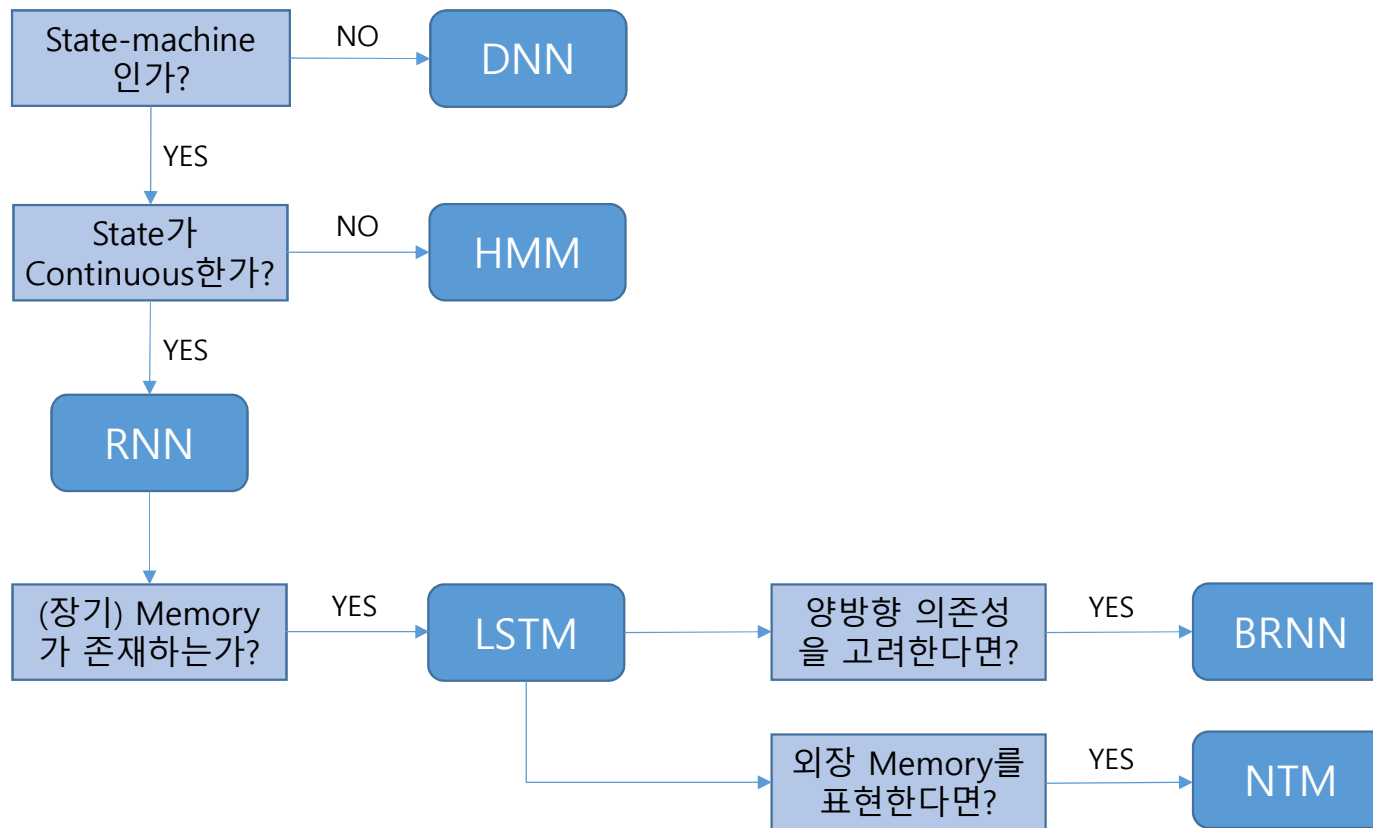 State-machine
인가?
NO
DNN
YES
State가
Continuous한가?
NO
HMM
YES
RNN
(장기) Memory
가 존재하는가?
YES
LSTM
양방향 의존성
을 고려한다면?
YES
BRNN
외장 Memory를
표현한다면?
YES
NTM